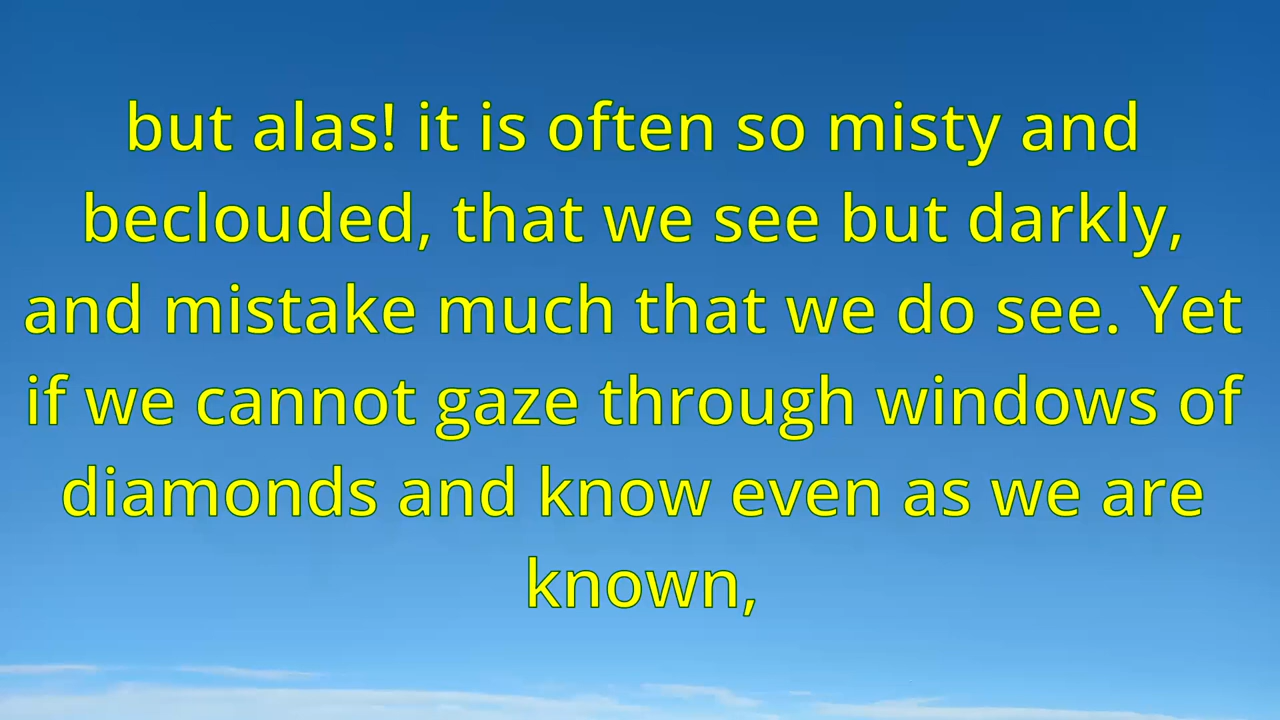 but alas! it is often so misty and
beclouded, that we see but darkly,
and mistake much that we do see. Yet
if we cannot gaze through windows of
diamonds and know even as we are
known,